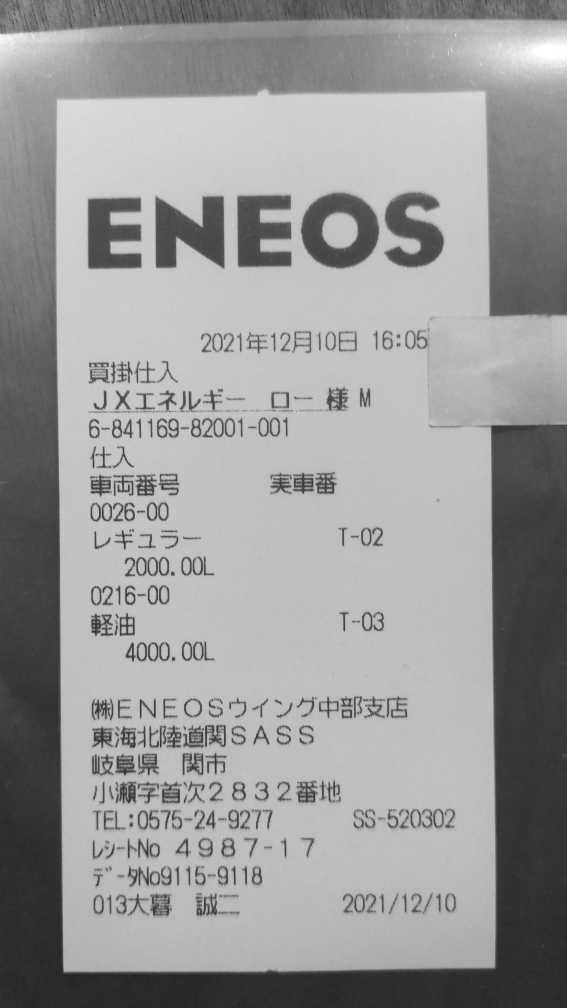 ENEOS
2021年12月10日 16:05
買掛仕入
JXエネルギー ロー 様 M
6-841169-82001-001
仕入
車両番号 実車番
0026-00
レギュラー T-02
2000.00L
0216-00
軽油 T-03
4000.00L
㈱ENEOSウイング中部支店
東海北陸道関SASS
岐阜県 関市
小瀬字首次2832番地
TEL:0575-24-9277 SS-520302
レシートNo 4987-17
データNo9115-9118
013大暮 誠二 2021/12/10